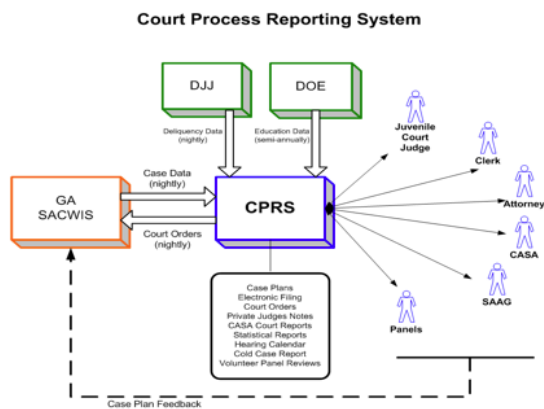 Court Process Reporting System
DJJ
DOE
Deliquency Data
(nightly)
Education Data
(semi-annually)
Juvenile
Court
Judge
Clerk
Attorney
CASA
SAAG
Panels
GA
SACWIS
Case Data
(nightly)
Court Orders
(nightly)
CPRS
Case Plans
Electronic Filing
Court Orders
Private Judges Notes
CASA Court Reports
Statistical Reports
Hearing Calendar
Cold Case Report
Volunteer Panel Reviews
Case Plan Feedback